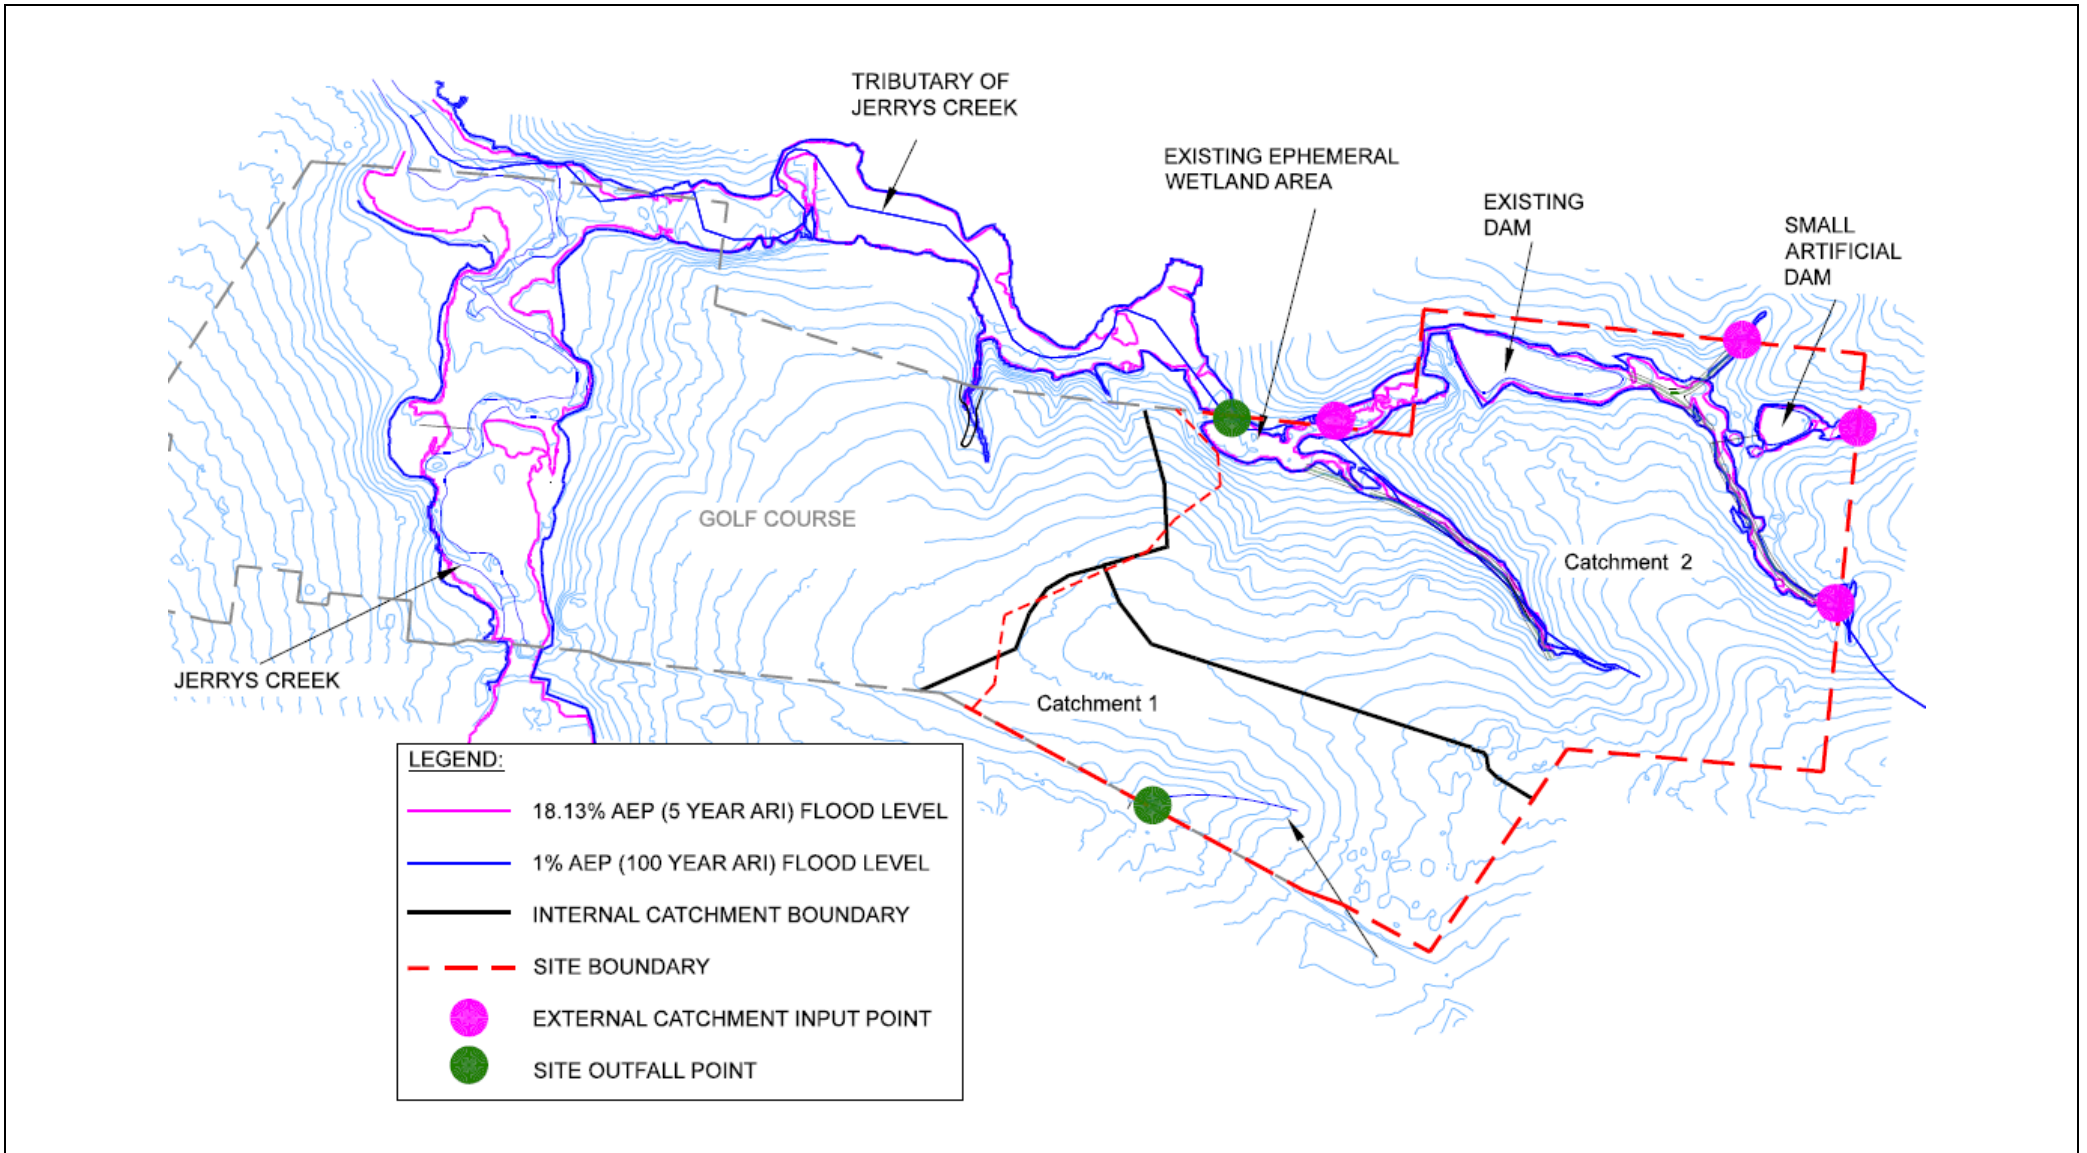 TRIBUTARY OF
JERRYS CREEK
EXISTING EPHEMERAL
WETLAND AREA
EXISTING
DAM
SMALL
ARTIFICIAL
DAM
GOLF COURSE
Catchment 2
JERRYS CREEK
Catchment 1
LEGEND:
18.13% AEP (5 YEAR ARI) FLOOD LEVEL
1% AEP (100 YEAR ARI) FLOOD LEVEL
INTERNAL CATCHMENT BOUNDARY
SITE BOUNDARY
EXTERNAL CATCHMENT INPUT POINT
SITE OUTFALL POINT